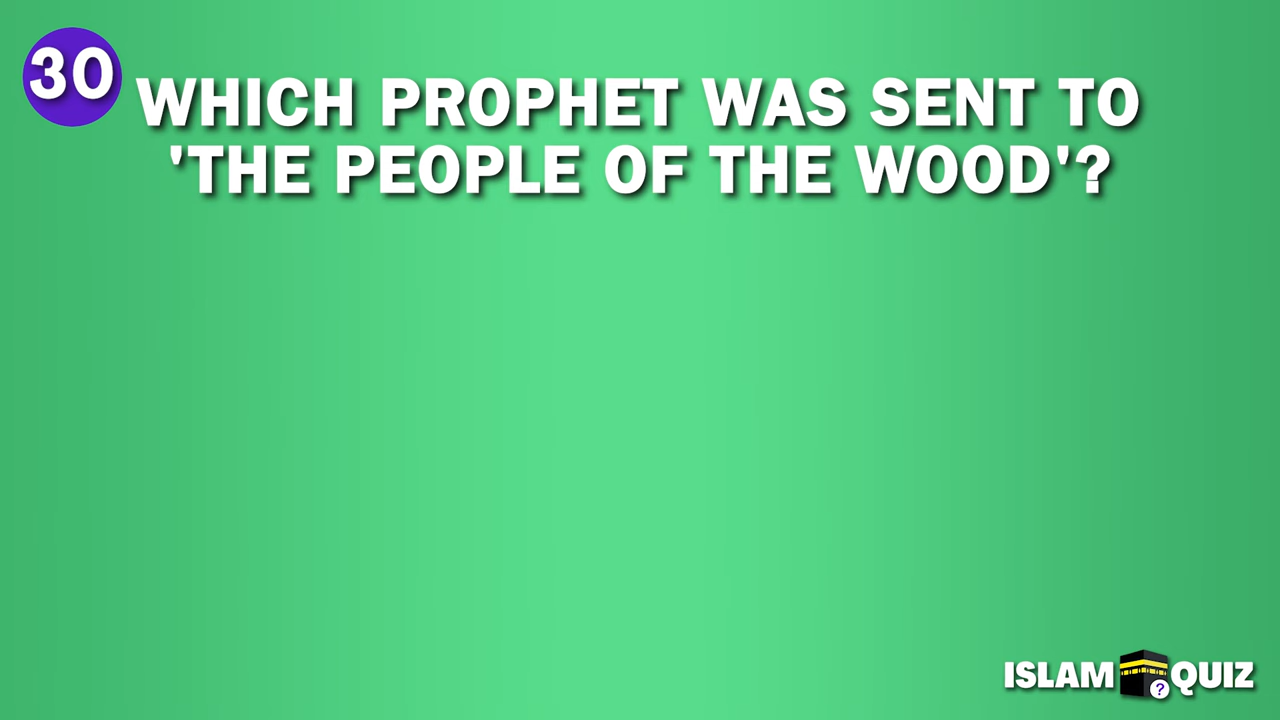 30
WHICH PROPHET WAS SENT TO
'THE PEOPLE OF THE WOOD'?
ISLAM ? QUIZ